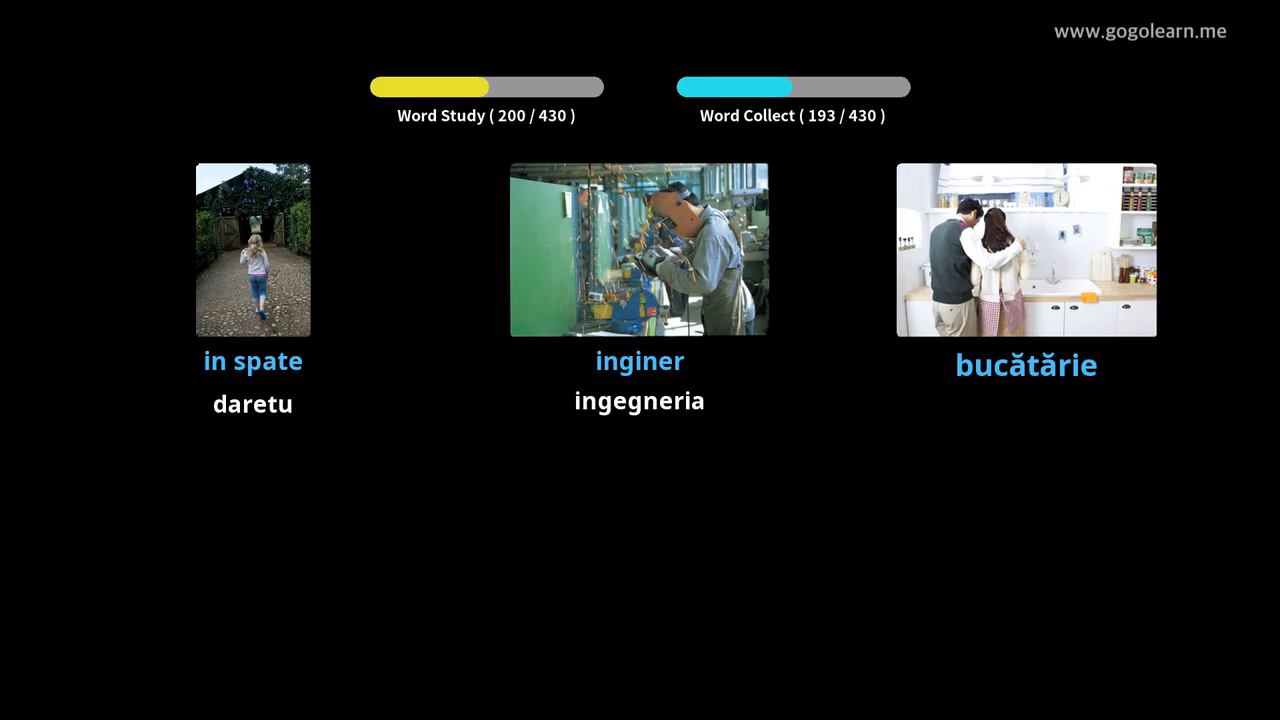 www.gogolearn.me
Word Study ( 200 / 430 )
Word Collect ( 193 / 430 )
in spate
inginer
bucătărie
daretu
ingegneria